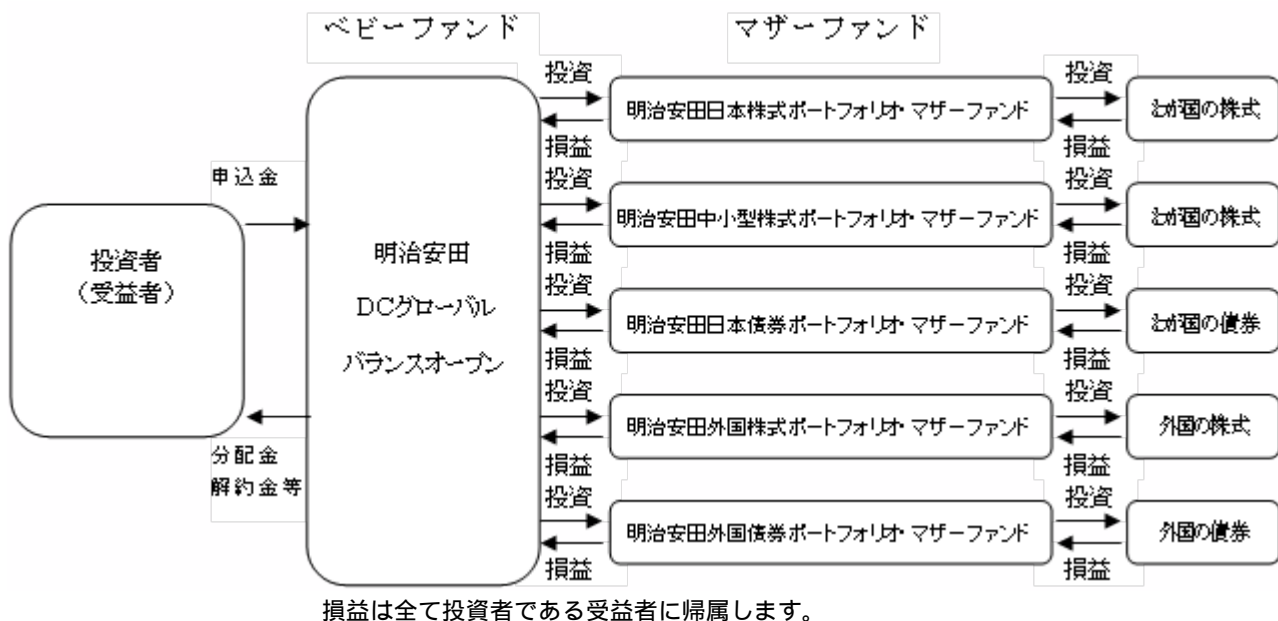 ベビーファンド
マザーファンド
投資
投資
明治安田日本株式ポートフォリオ・マザーファンド
わが国の株式
損益
損益
申込金
投資
投資
明治安田中小型株式ポートフォリオ・マザーファンド
わが国の株式
損益
損益
投資者
(受益者)
明治安田
DCグローバル
バランスオープン
投資
投資
明治安田日本債券ポートフォリオ・マザーファンド
わが国の債券
損益
損益
投資
投資
明治安田外国株式ポートフォリオ・マザーファンド
外国の株式
損益
損益
分配金
解約金等
投資
投資
明治安田外国債券ポートフォリオ・マザーファンド
外国の債券
損益
損益
損益は全て投資者である受益者に帰属します。